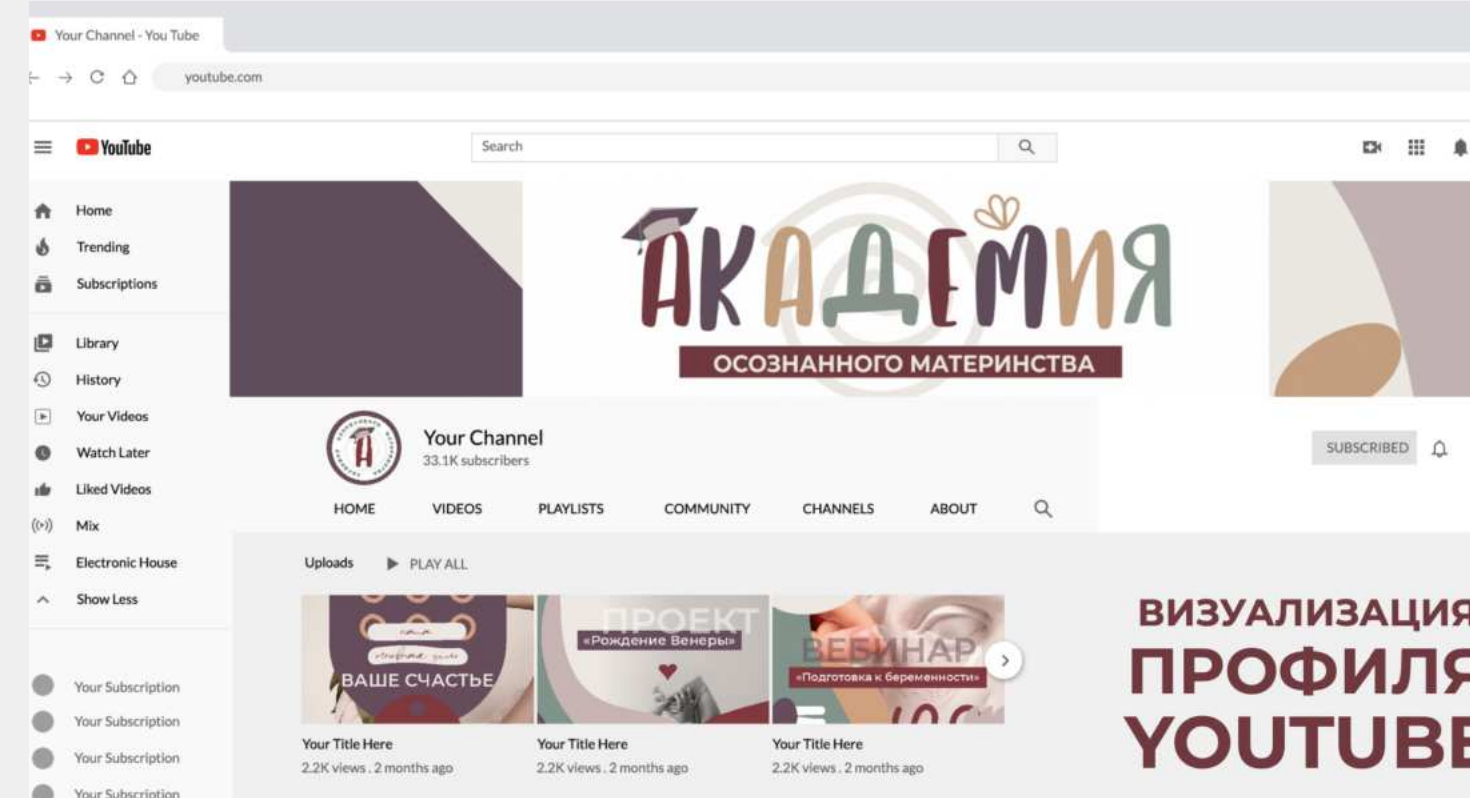 Your Channel - You Tube
youtube.com
YouTube
Search
Home
Trending
Subscriptions
Library
History
Your Videos
Watch Later
Liked Videos
Mix
Electronic House
Show Less
Your Subscription
Your Subscription
Your Subscription
Your Subscription
АКАДЕМИЯ
ОСОЗНАННОГО МАТЕРИНСТВА
Your Channel
33.1K subscribers
SUBSCRIBED
HOME VIDEOS PLAYLISTS COMMUNITY CHANNELS ABOUT
Uploads PLAY ALL
ВАШЕ СЧАСТЬЕ
ПРОЕКТ
«Рождение Венеры»
ВЕБИНАР
«Подготовка к беременности»
Your Title Here
2.2K views . 2 months ago
Your Title Here
2.2K views . 2 months ago
Your Title Here
2.2K views . 2 months ago
ВИЗУАЛИЗАЦИЯ
ПРОФИЛЯ
YOUTUBE